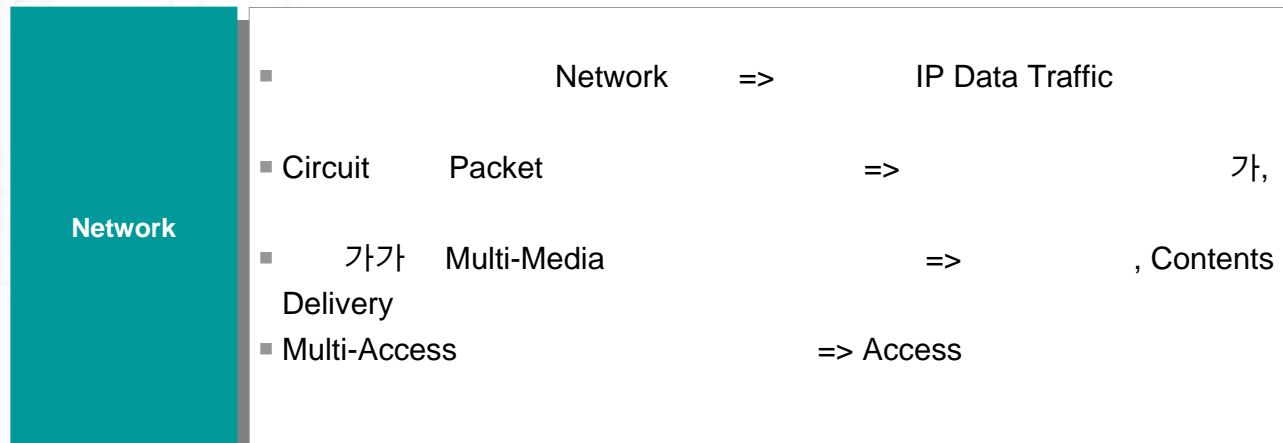 Network
Network => IP Data Traffic
Circuit Packet => 가,
가가 Multi-Media => , Contents
Delivery
Multi-Access => Access